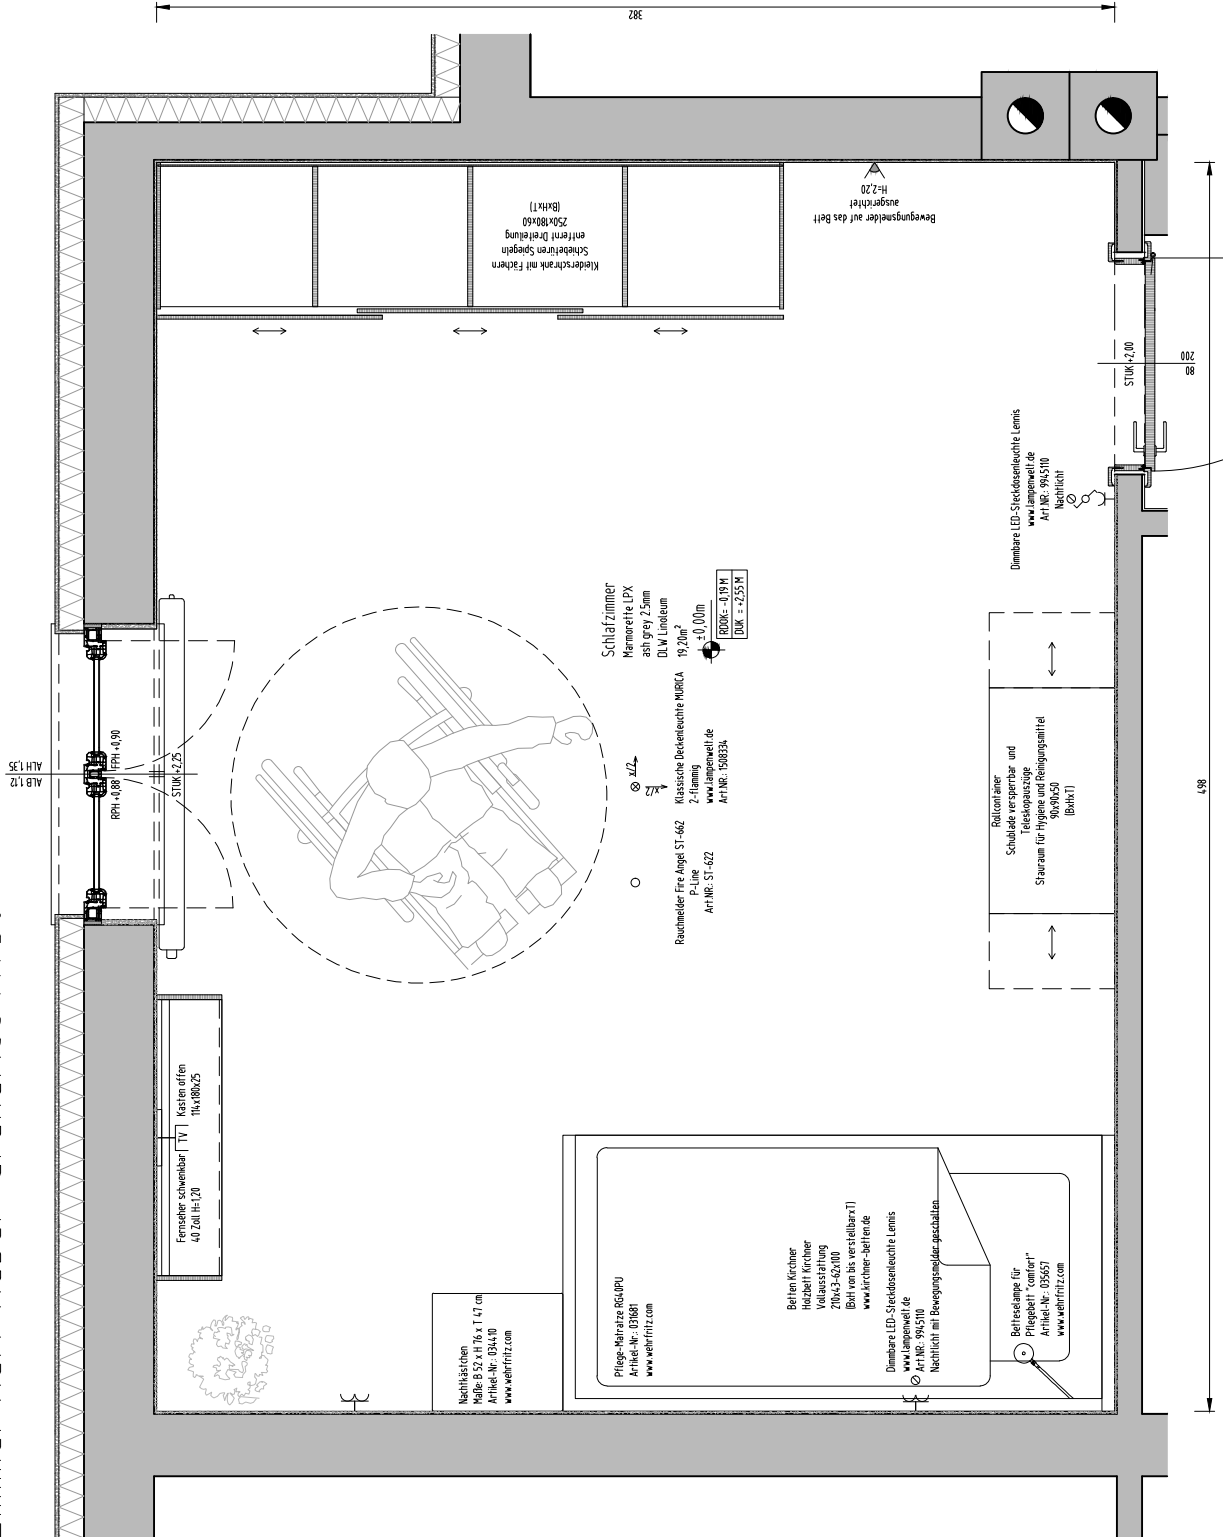 382
Kleiderschrank mit Fächern
Schiebetüren Spiegeln
entfernt Dreiteilung
250x180x60
(BxHxT)
Bewegungsmelder auf das Bett
ausgerichtet
H=2,20
STUK +2,00
80
200
Dimmbare LED-Steckdosenleuchte Lennis
www.lampenwelt.de
Art.NR.: 9945110
Nachtlicht
ALB 1,12
ALH 1,35
RPH +0,88
FPH +0,90
STUK +2,25
Schlafzimmer
Marmorette LPX
ash grey 2.5mm
DLW Linoleum
19,20m²
±0,00m
RDOK= -0,19 M
DUK = +2,55 M
x/2
x/2
Klassische Deckenleuchte MURICA
2-flammig
www.lampenwelt.de
Art.NR.: 1508334
Rauchmelder Fire Angel ST-662
P-Line
Art.NR.: ST-622
Rollcontainer
Schublade versperrbar und
Teleskopauszüge
Stauraum für Hygiene und Reinigungsmittel
90x90x50
(BxHxT)
498
Fernseher schwenkbar
40 Zoll H=1,20
TV
Kasten offen
114x180x25
Nachtkästchen
Maße: B 52 x H 76 x T 47 cm
Artikel-Nr.: 034410
www.wehrfritz.com
Pflege-Matratze RG40PU
Artikel-Nr.: 031681
www.wehrfritz.com
Betten Kirchner
Holzbett Kirchner
Vollausstattung
210x43-62x100
(BxH von bis verstellbarxT)
www.kirchner-betten.de
Dimmbare LED-Steckdosenleuchte Lennis
www.lampenwelt.de
Art.NR.: 9945110
Nachtlicht mit Bewegungsmelder geschalten
Betteselampe für
Pflegebett "comfort"
Artikel-Nr.: 035657
www.wehrfritz.com